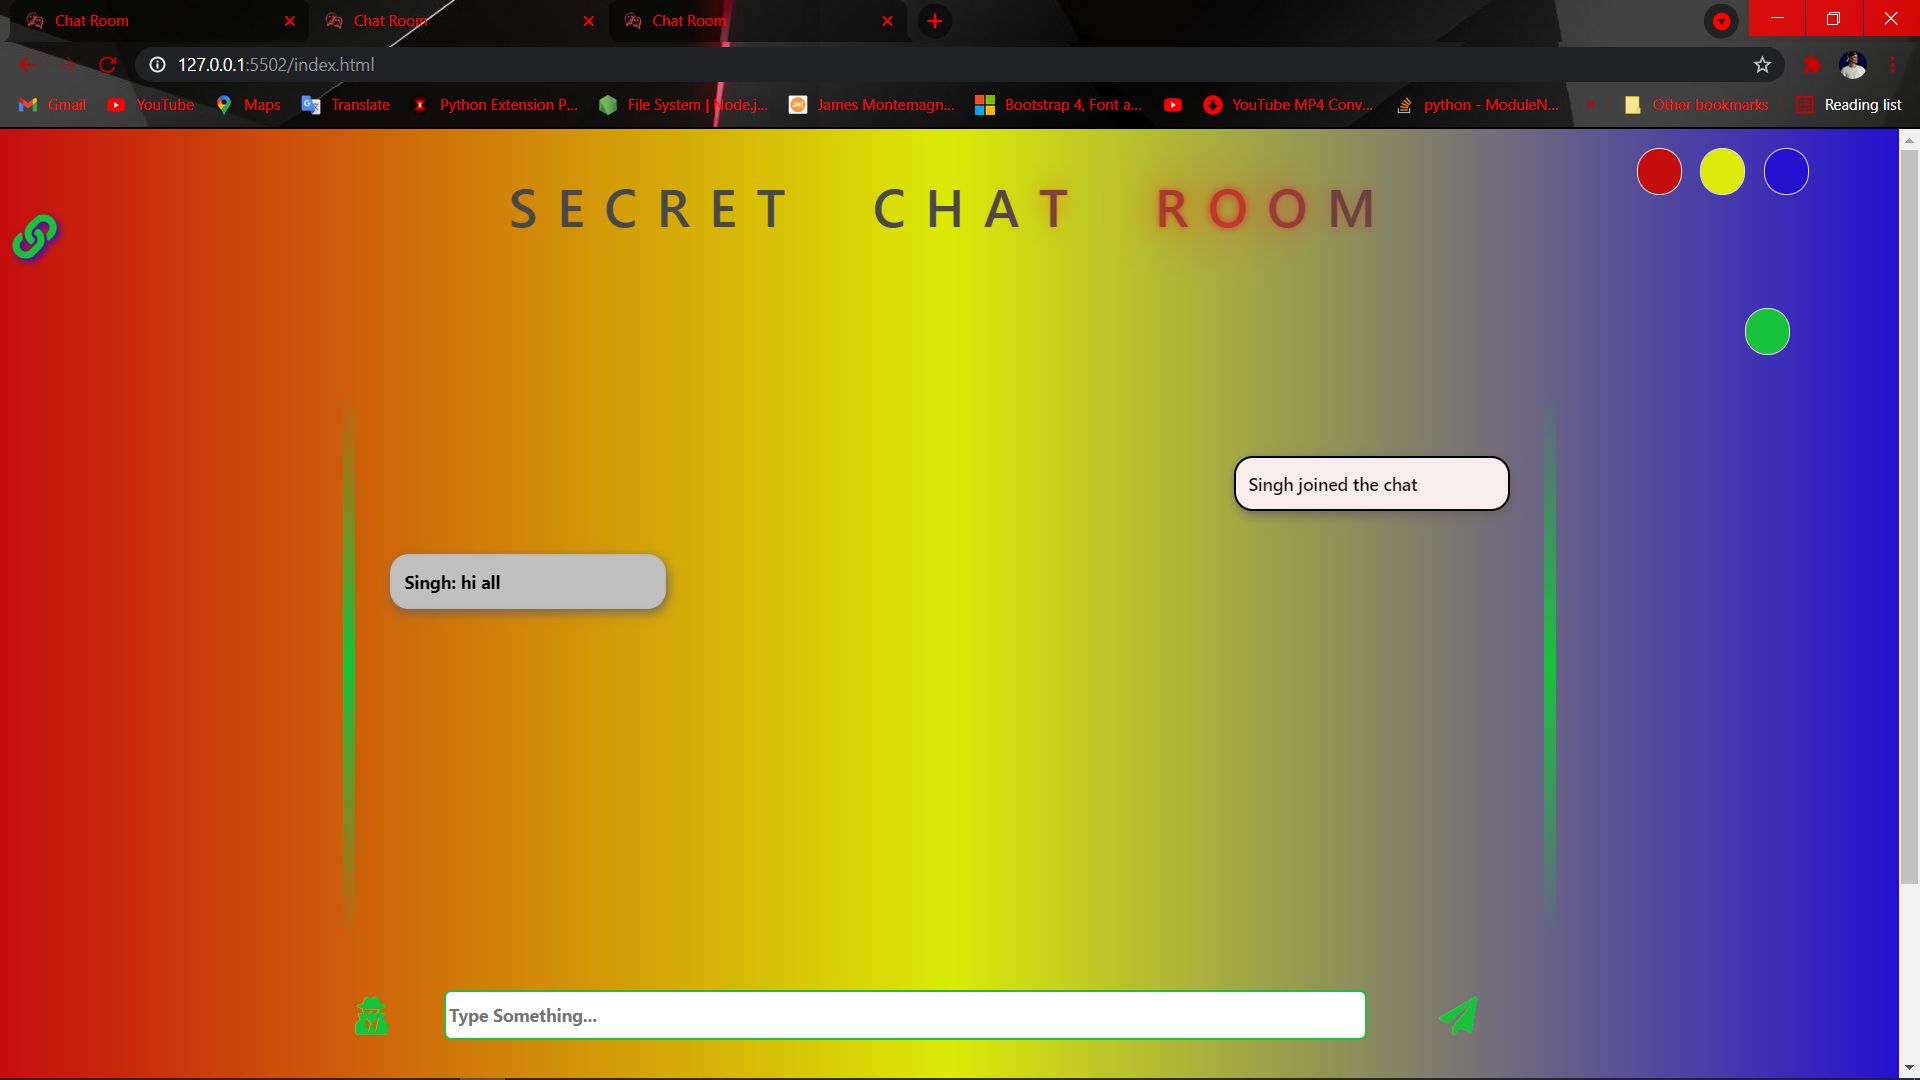 Chat Room
Chat Room
Chat Room
127.0.0.1:5502/index.html
Gmail
YouTube
Maps
Translate
Python Extension P...
File System | Node.j...
James Montemagn...
Bootstrap 4, Font a...
YouTube MP4 Conv...
python - ModuleN...
Other bookmarks
Reading list
SECRET CHAT ROOM
Singh joined the chat
Singh: hi all
Type Something...